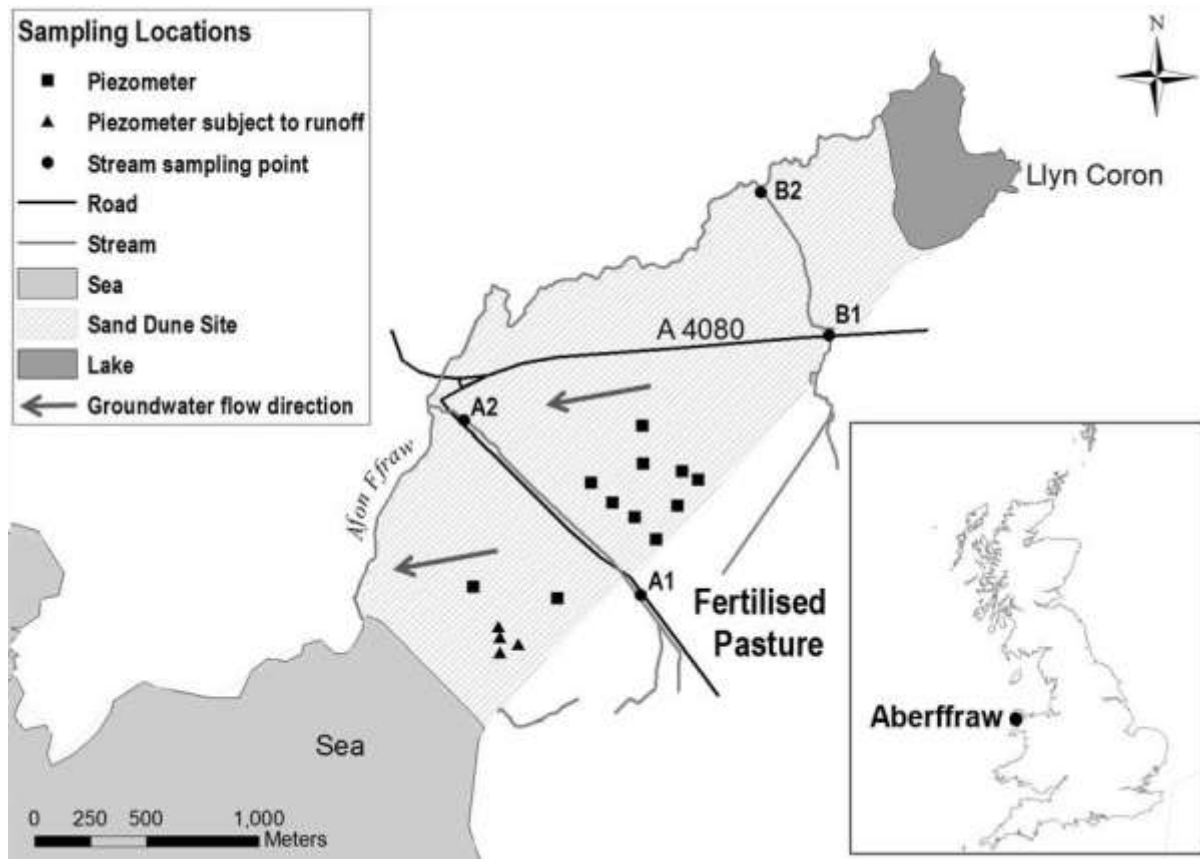 Sampling Locations
Piezometer
Piezometer subject to runoff
Stream sampling point
Road
Stream
Sea
Sand Dune Site
Lake
Groundwater flow direction
N
Llyn Coron
B2
B1
A 4080
A2
Afon Ffraw
A1
Fertilised
Pasture
Aberffraw
Sea
0 250 500 1,000
Meters